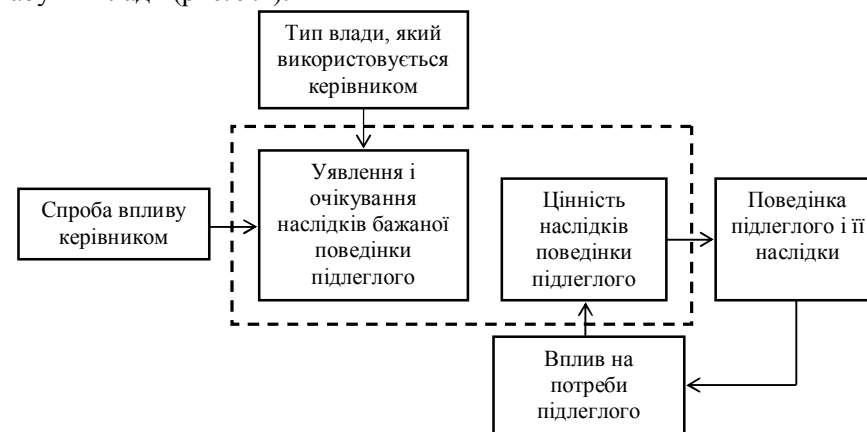 Тип влади, який
використовується
керівником
Спроба впливу
керівником
Уявлення і
очікування
наслідків бажаної
поведінки
підлеглого
Цінність
наслідків
поведінки
підлеглого
Поведінка
підлеглого і її
наслідки
Вплив на
потреби
підлеглого